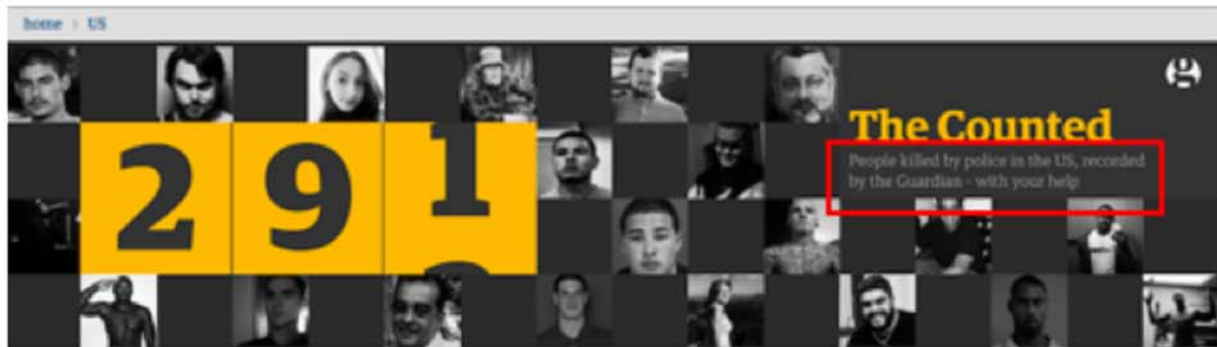 home > US
The Counted
People killed by police in the US, recorded
by the Guardian - with your help
2 9 1